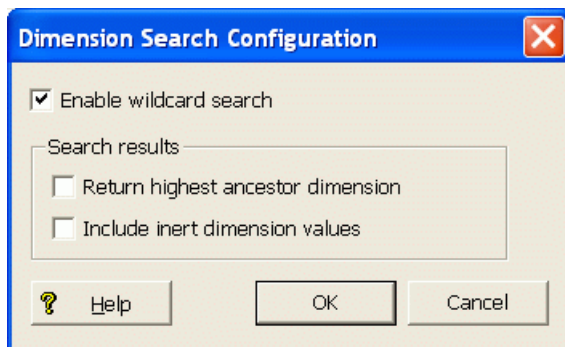 Dimension Search Configuration
Enable wildcard search
Search results
Return highest ancestor dimension
Include inert dimension values
? Help
OK
Cancel